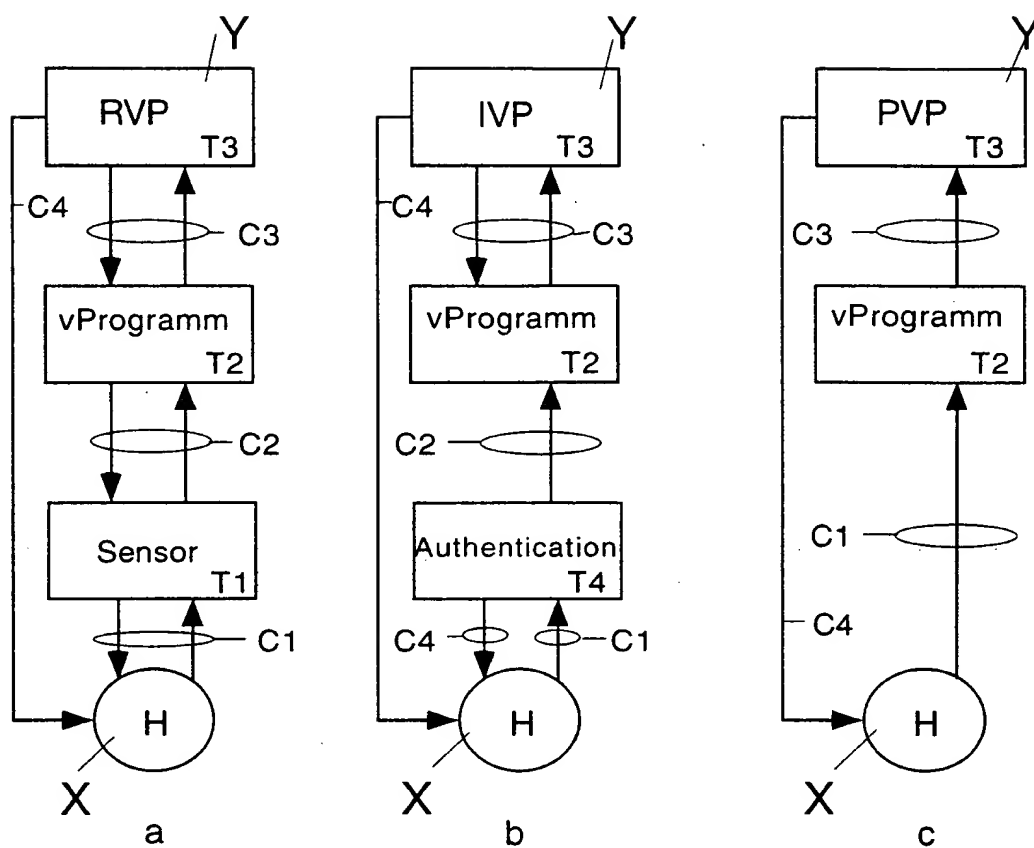 Y
RVP
T3
C4
C3
vProgramm
T2
C2
Sensor
T1
C1
H
X
a
Y
IVP
T3
C4
C3
vProgramm
T2
C2
Authentication
T4
C4
C1
H
X
b
Y
PVP
T3
C3
vProgramm
T2
C1
C4
H
X
c